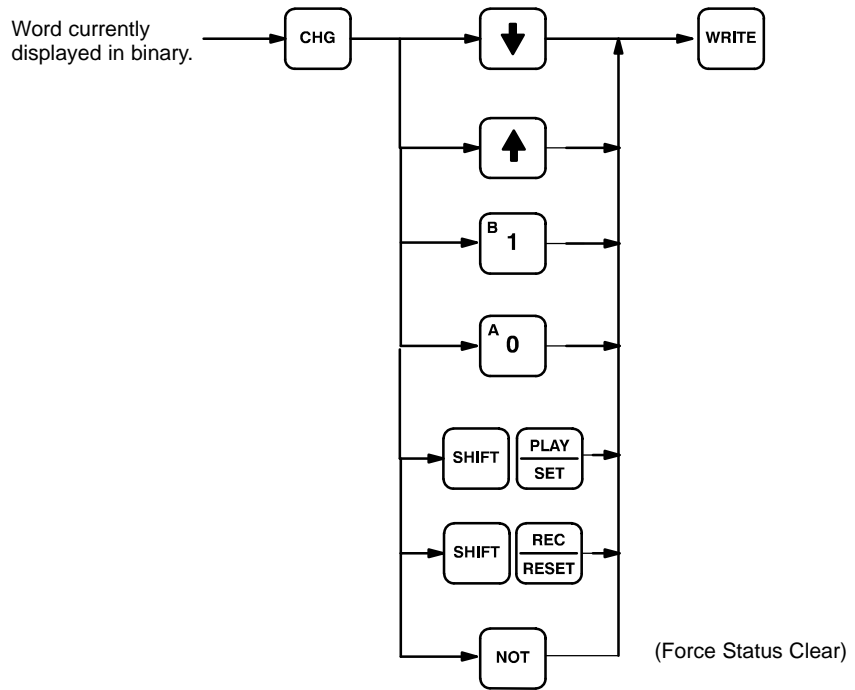 Word currently
displayed in binary.
CHG
WRITE
B
1
A
0
SHIFT
PLAY
SET
SHIFT
REC
RESET
NOT
(Force Status Clear)